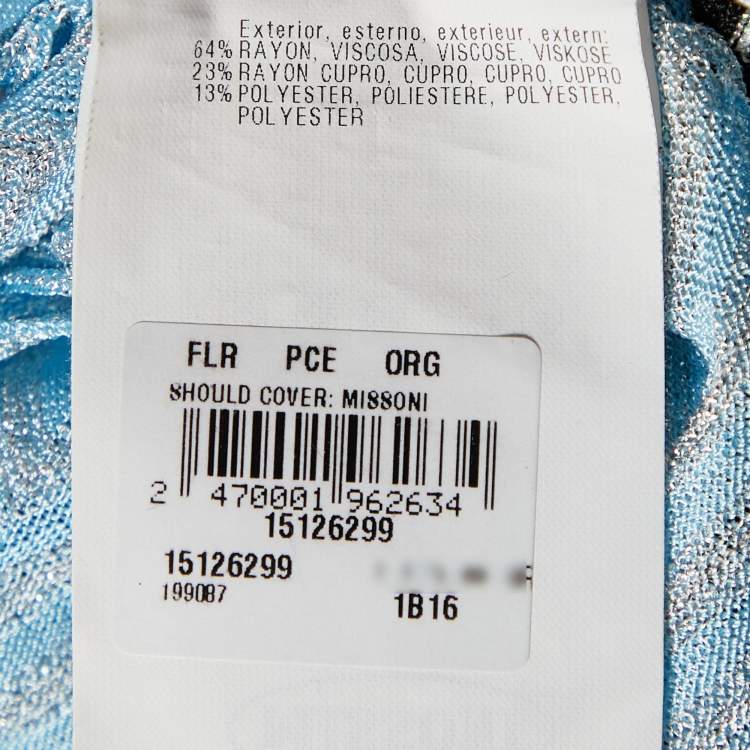 Exterior, esterno, exterieur, extern:
64% RAYON, VISCOSA, VISCOSE, VISKOSE
23% RAYON CUPRO, CUPRO, CUPRO, CUPRO
13% POLYESTER, POLIESTERE, POLYESTER,
POLYESTER
FLR PCE ORG
SHOULD COVER: MISSONI
2 470001 962634
15126299
15126299
199087
1B16